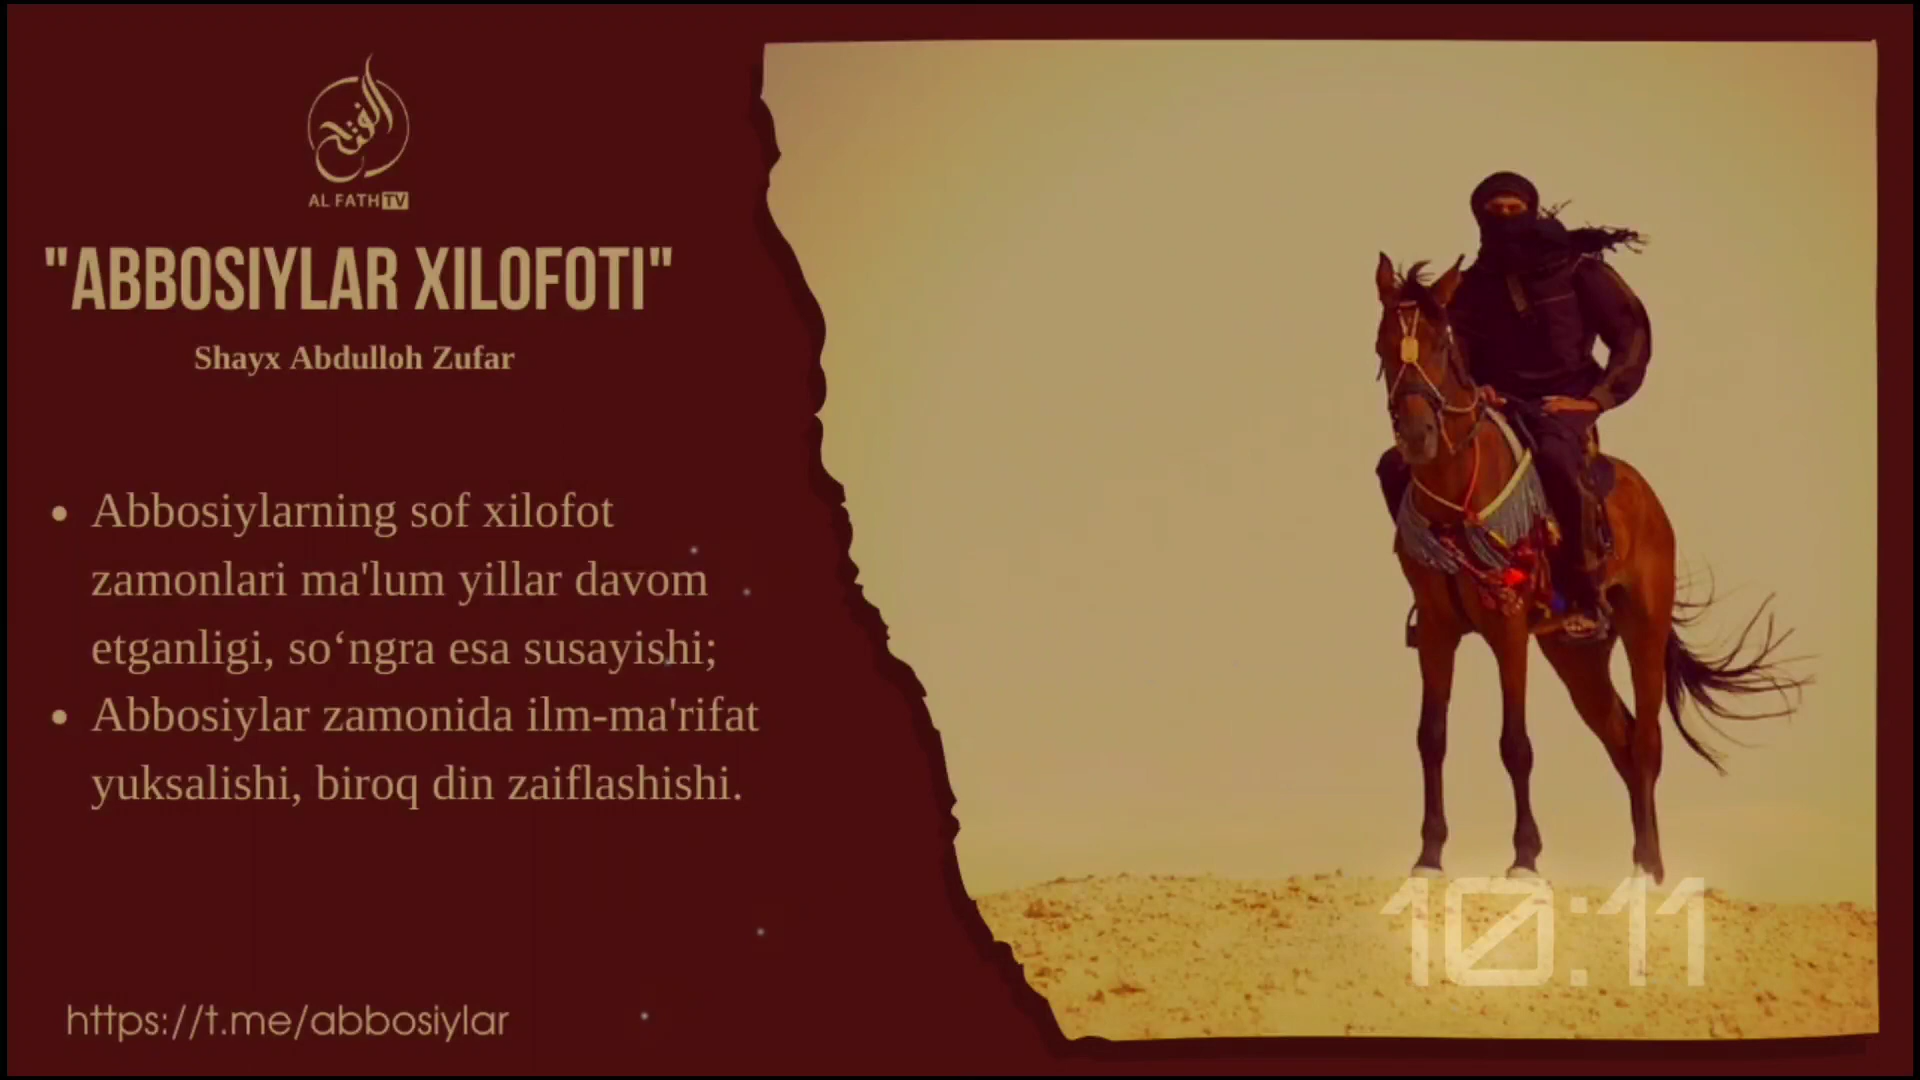 الفتح
AL FATH TV
"ABBOSIYLAR XILOFOTI"
Shayx Abdulloh Zufar
• Abbosiylarning sof xilofot
zamonlari ma'lum yillar davom
etganligi, so‘ngra esa susayishi;
• Abbosiylar zamonida ilm-ma'rifat
yuksalishi, biroq din zaiflashishi.
https://t.me/abbosiylar
10:11